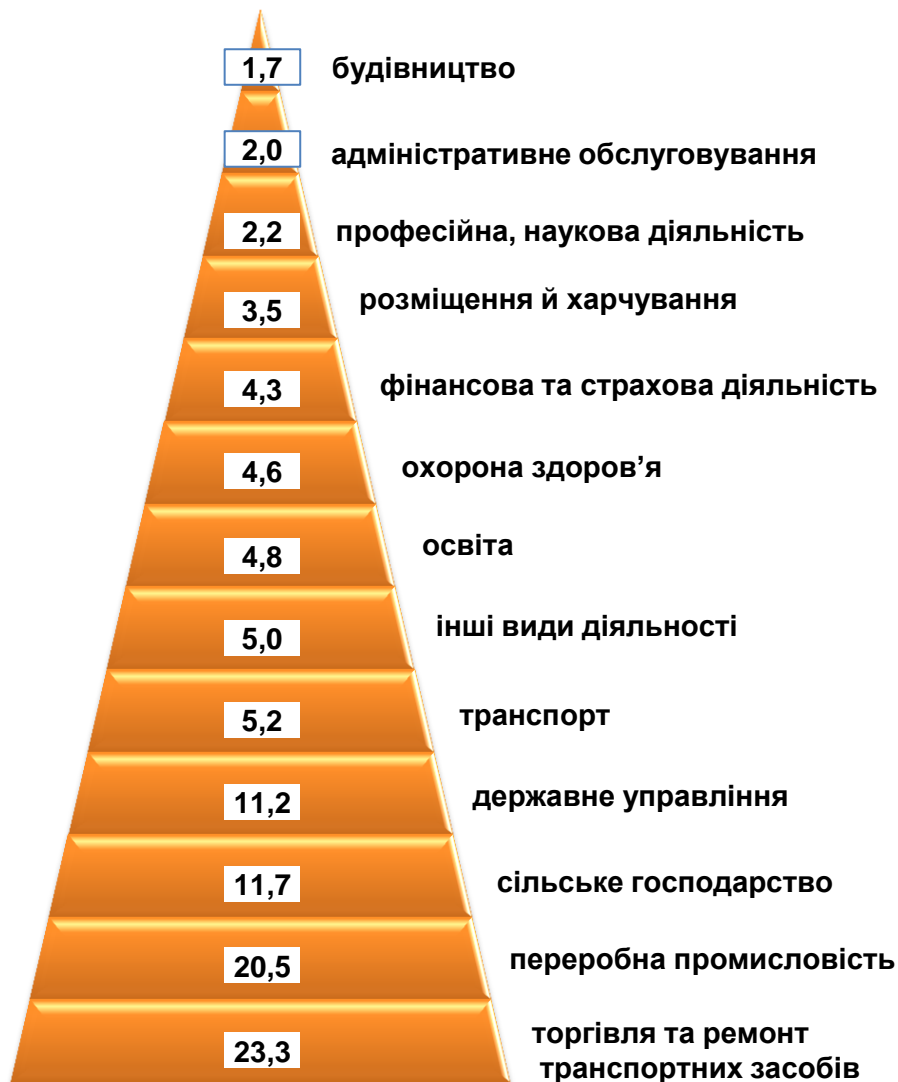 1,7 будівництво
2,0 адміністративне обслуговування
2,2 професійна, наукова діяльність
3,5 розміщення й харчування
4,3 фінансова та страхова діяльність
4,6 охорона здоров’я
4,8 освіта
5,0 інші види діяльності
5,2 транспорт
11,2 державне управління
11,7 сільське господарство
20,5 переробна промисловість
23,3 торгівля та ремонт
транспортних засобів